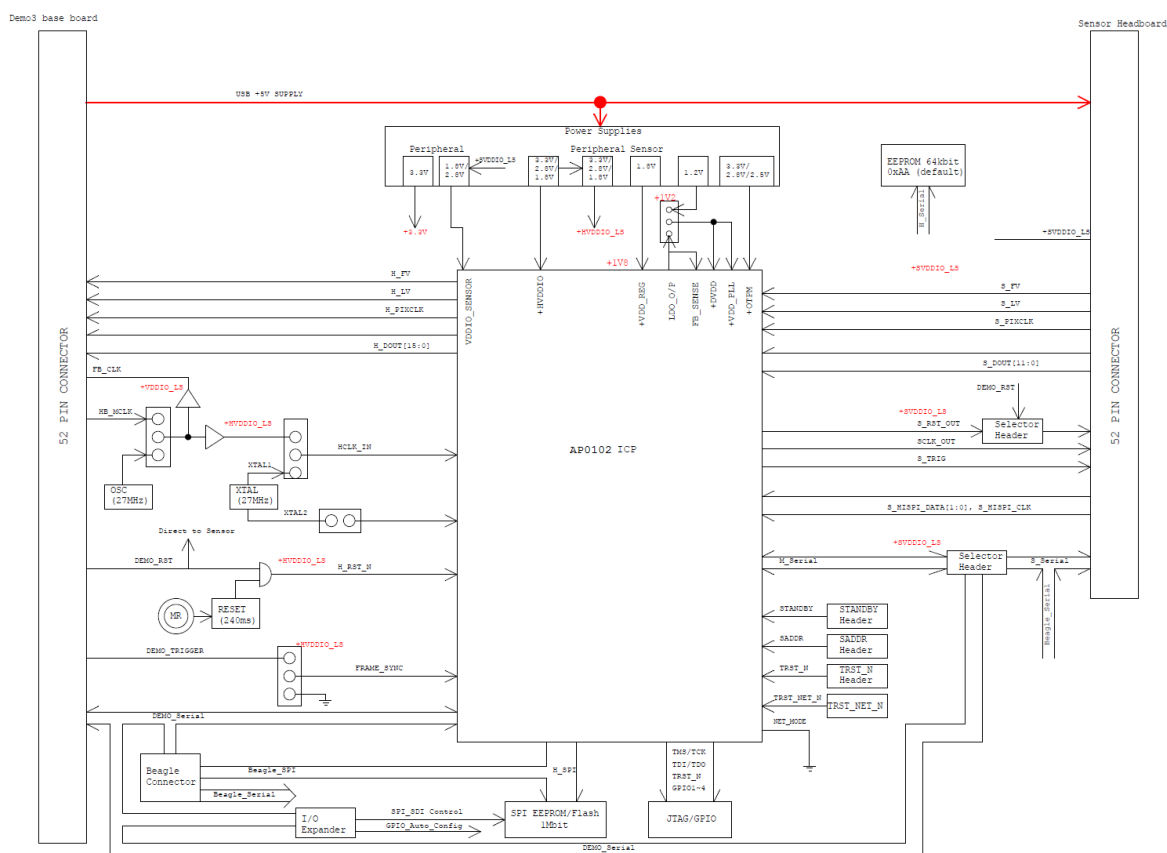 Demo3 base board
Sensor Headboard
USB +5V SUPPLY
Power Supplies
Peripheral
Peripheral Sensor
+SVDDIO_LS
3.3V
1.8V/
2.8V
3.3V/
2.8V/
1.8V
3.3V/
2.8V/
1.8V
1.8V
1.2V
3.3V/
2.8V/2.5V
EEPROM 64kbit
0xAA (default)
H_Serial
+1V2
+3.3V
+HVDDIO_LS
+SVDDIO_LS
+1V8
+SVDDIO_LS
VDDIO_SENSOR
+HVDDIO
+VDD_REG
LDO_O/P
FB_SENSE
+DVDD
+VDD_PLL
+OTPM
H_FV
H_LV
H_PIXCLK
H_DOUT[15:0]
S_FV
S_LV
S_PIXCLK
S_DOUT[11:0]
52 PIN CONNECTOR
52 PIN CONNECTOR
FB_CLK
+VDDIO_LS
HB_MCLK
+HVDDIO_LS
HCLK_IN
XTAL1
OSC
(27MHz)
XTAL
(27MHz)
XTAL2
AP0102 ICP
DEMO_RST
+SVDDIO_LS
S_RST_OUT
Selector
Header
SCLK_OUT
S_TRIG
S_HISPI_DATA[1:0], S_HISPI_CLK
Direct to Sensor
DEMO_RST
+HVDDIO_LS
H_RST_N
MR
RESET
(240ms)
+SVDDIO_LS
M_Serial
Selector
Header
S_Serial
Beagle_Serial
STANDBY
STANDBY
Header
SADDR
SADDR
Header
TRST_N
TRST_N
Header
TRST_NET_N
TRST_NET_N
NET_MODE
DEMO_TRIGGER
+HVDDIO_LS
FRAME_SYNC
DEMO_Serial
Beagle
Connector
Beagle_SPI
Beagle_Serial
H_SPI
TMS/TCK
TDI/TDO
TRST_N
GPIO1~4
I/O
Expander
SPI_SDI Control
GPIO_Auto_Config
SPI EEPROM/Flash
1Mbit
JTAG/GPIO
DEMO_Serial